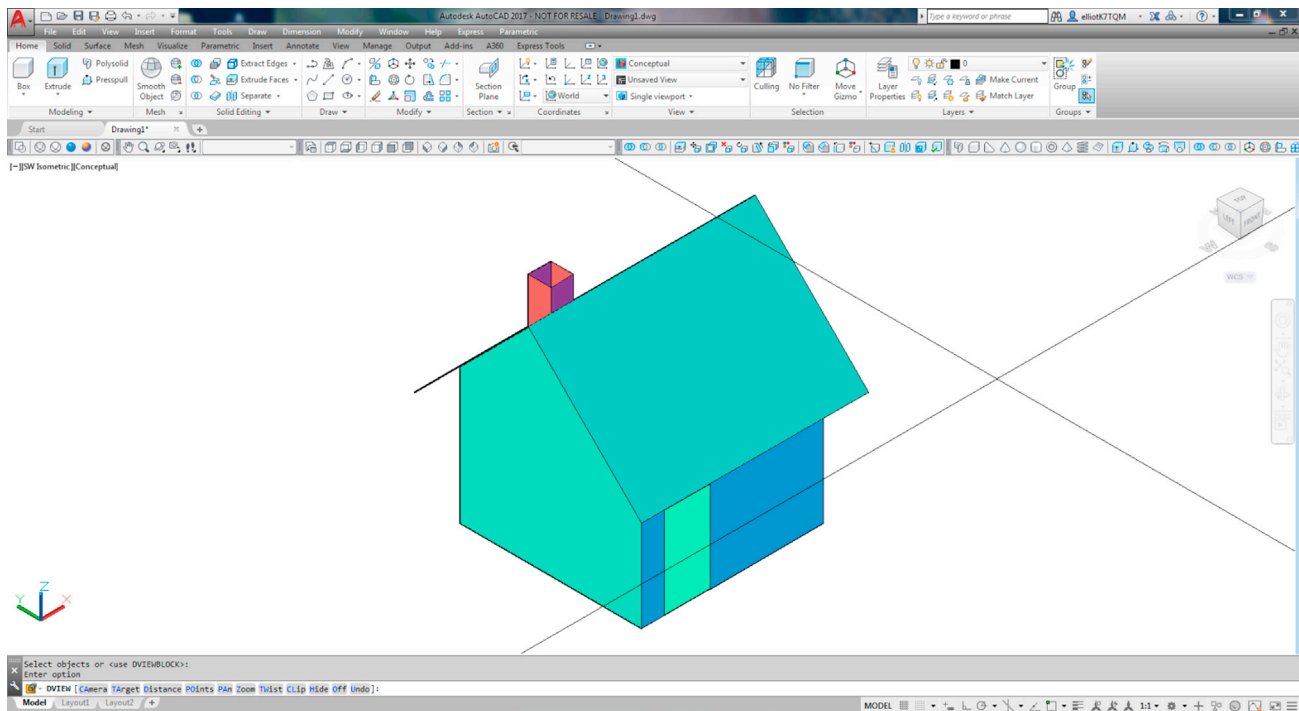 Autodesk AutoCAD 2017 - NOT FOR RESALE Drawing1.dwg
Type a keyword or phrase
elliotK7TQM
File Edit View Insert Format Tools Draw Dimension Modify Window Help Express Parametric
Home Solid Surface Mesh Visualize Parametric Insert Annotate View Manage Output Add-ins A360 Express Tools
Box
Extrude
Polysolid
Presspull
Smooth Object
Extract Edges
Extrude Faces
Separate
Section Plane
World
Conceptual
Unsaved View
Single viewport
Culling
No Filter
Move Gizmo
Layer Properties
0
Make Current
Match Layer
Group
Modeling Mesh Solid Editing Draw Modify Section Coordinates View Selection Layers Groups
Start Drawing1*
[−][SW Isometric][Conceptual]
TOP
LEFT FRONT
WCS
Z
Y X
Select objects or <use DVIEWBLOCK>:
Enter option
DVIEW [CAmera TArget Distance POints PAn Zoom TWist CLip Hide Off Undo]:
Model Layout1 Layout2 +
MODEL 1:1